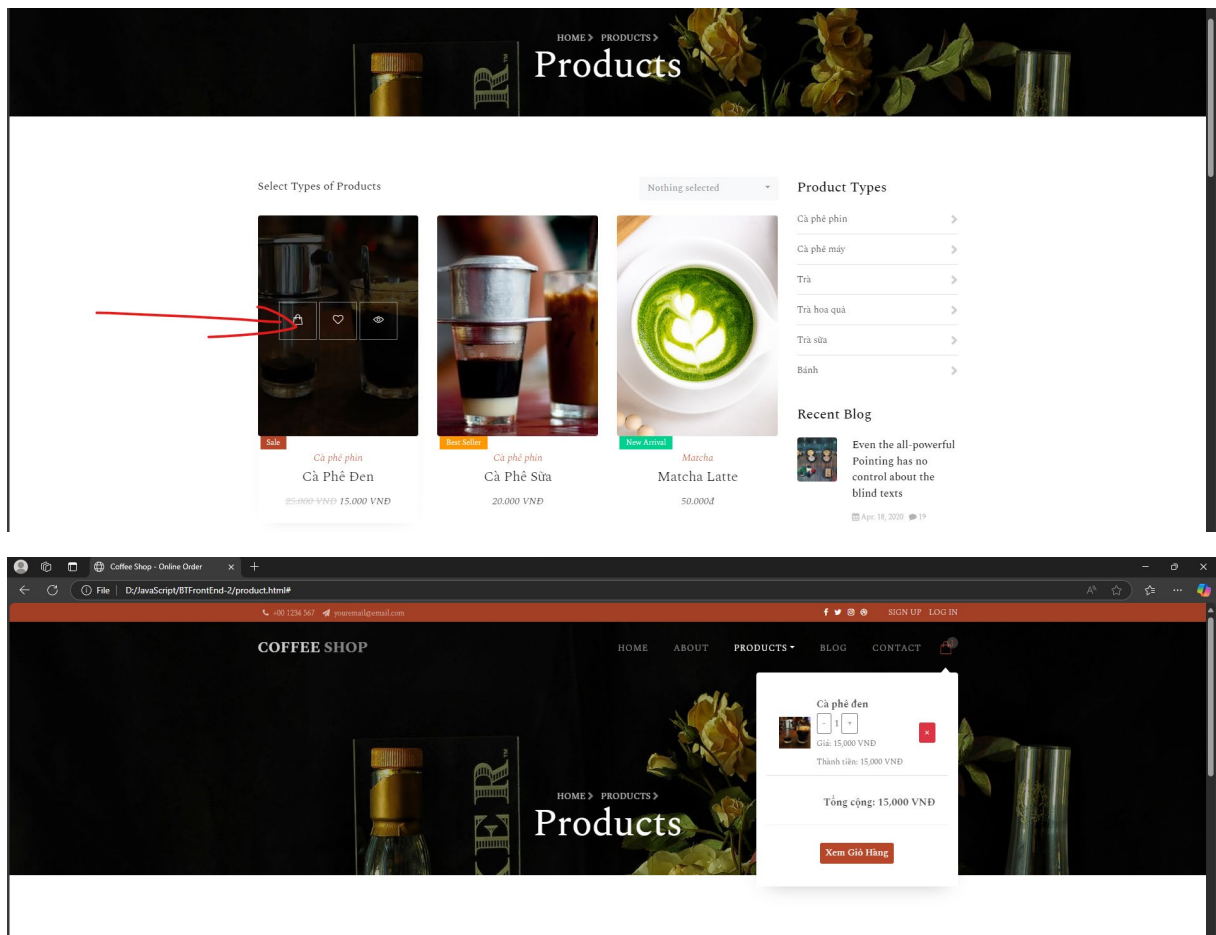 HOME PRODUCTS
Products
Select Types of Products
Nothing selected
Product Types
Cà phê phin
Cà phê máy
Trà
Trà hoa quả
Trà sữa
Bánh
Sale
Cà phê phin
Cà Phê Đen
25.000 VNĐ 15.000 VNĐ
Best Seller
Cà phê phin
Cà Phê Sữa
20.000 VNĐ
New Arrival
Matcha
Matcha Latte
50.000đ
Recent Blog
Even the all-powerful
Pointing has no
control about the
blind texts
Apr. 18, 2020 19
Coffee Shop - Online Order
File D:/JavaScript/BTFrontEnd-2/product.html#
+00 1234 567 youremail@email.com
SIGN UP LOG IN
COFFEE SHOP
HOME ABOUT PRODUCTS BLOG CONTACT
Cà phê đen
- 1 +
Giá: 15,000 VNĐ
×
Thành tiền: 15,000 VNĐ
Tổng cộng: 15,000 VNĐ
Xem Giỏ Hàng
HOME PRODUCTS
Products